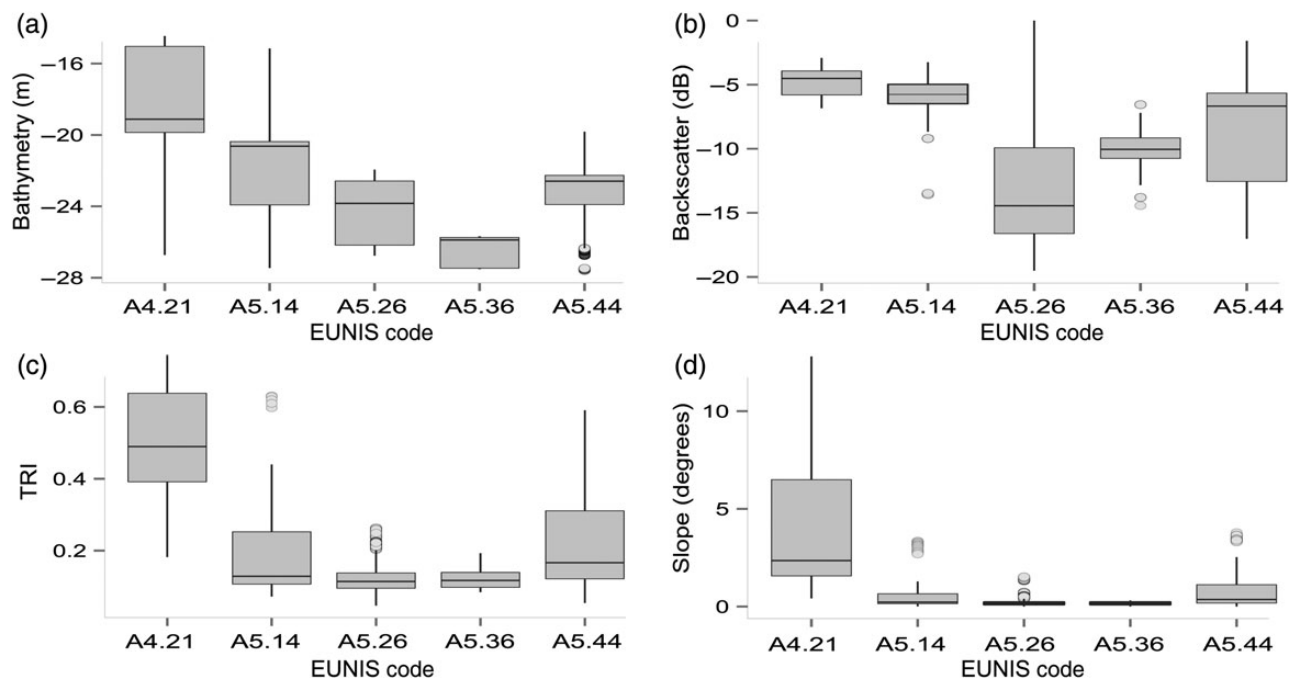 (a)
Bathymetry (m)
–16
–20
–24
–28
A4.21 A5.14 A5.26 A5.36 A5.44
EUNIS code
(b)
Backscatter (dB)
0
–5
–10
–15
–20
A4.21 A5.14 A5.26 A5.36 A5.44
EUNIS code
(c)
TRI
0.6
0.4
0.2
A4.21 A5.14 A5.26 A5.36 A5.44
EUNIS code
(d)
Slope (degrees)
10
5
0
A4.21 A5.14 A5.26 A5.36 A5.44
EUNIS code